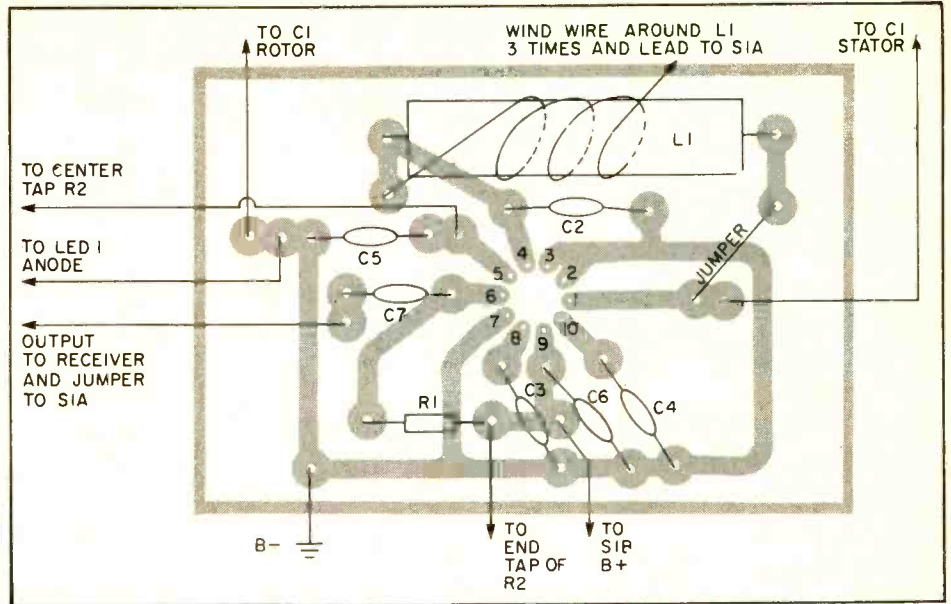 TO C1
ROTOR
WIND WIRE AROUND L1
3 TIMES AND LEAD TO S1A
TO C1
STATOR
L1
TO CENTER
TAP R2
C2
C5
TO LED 1
ANODE
JUMPER
4
3
5
2
6
1
7
8
9
10
C7
OUTPUT
TO RECEIVER
AND JUMPER
TO S1A
R1
C3
C6
C4
B-
TO
END
TAP OF
R2
TO
S1B
B+